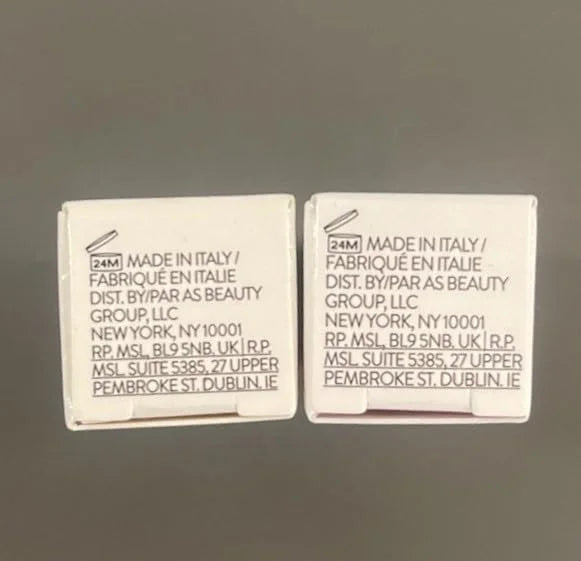 24M MADE IN ITALY /
FABRIQUÉ EN ITALIE
DIST. BY/PAR AS BEAUTY
GROUP, LLC
NEW YORK, NY 10001
RP. MSL, BL9 5NB. UK | R.P.
MSL SUITE 5385, 27 UPPER
PEMBROKE ST. DUBLIN. IE
24M MADE IN ITALY /
FABRIQUÉ EN ITALIE
DIST. BY/PAR AS BEAUTY
GROUP, LLC
NEW YORK, NY 10001
RP. MSL, BL9 5NB. UK | R.P.
MSL SUITE 5385, 27 UPPER
PEMBROKE ST. DUBLIN. IE